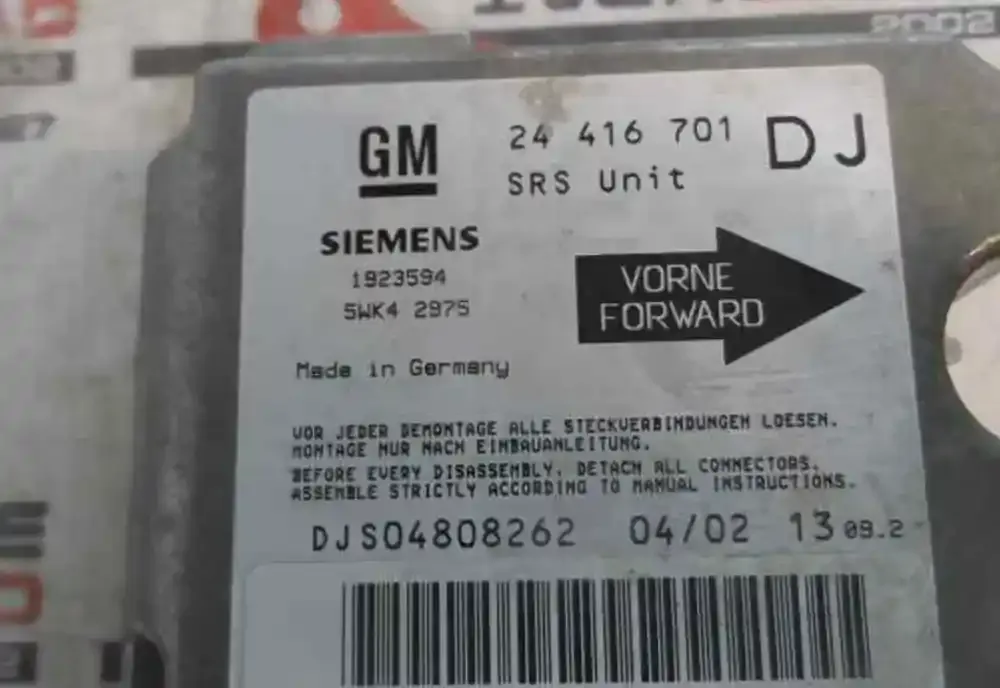 2002
GM
24 416 701 DJ
SRS Unit
SIEMENS
1923594
5WK4 2975
VORNE
FORWARD
Made in Germany
VOR JEDER DEMONTAGE ALLE STECKVERBINDUNGEN LOESEN.
MONTAGE NUR NACH EINBAUANLEITUNG.
BEFORE EVERY DISASSEMBLY, DETACH ALL CONNECTORS.
ASSEMBLE STRICTLY ACCORDING TO MANUAL INSTRUCTIONS.
DJS04808262 04/02 13 09.2